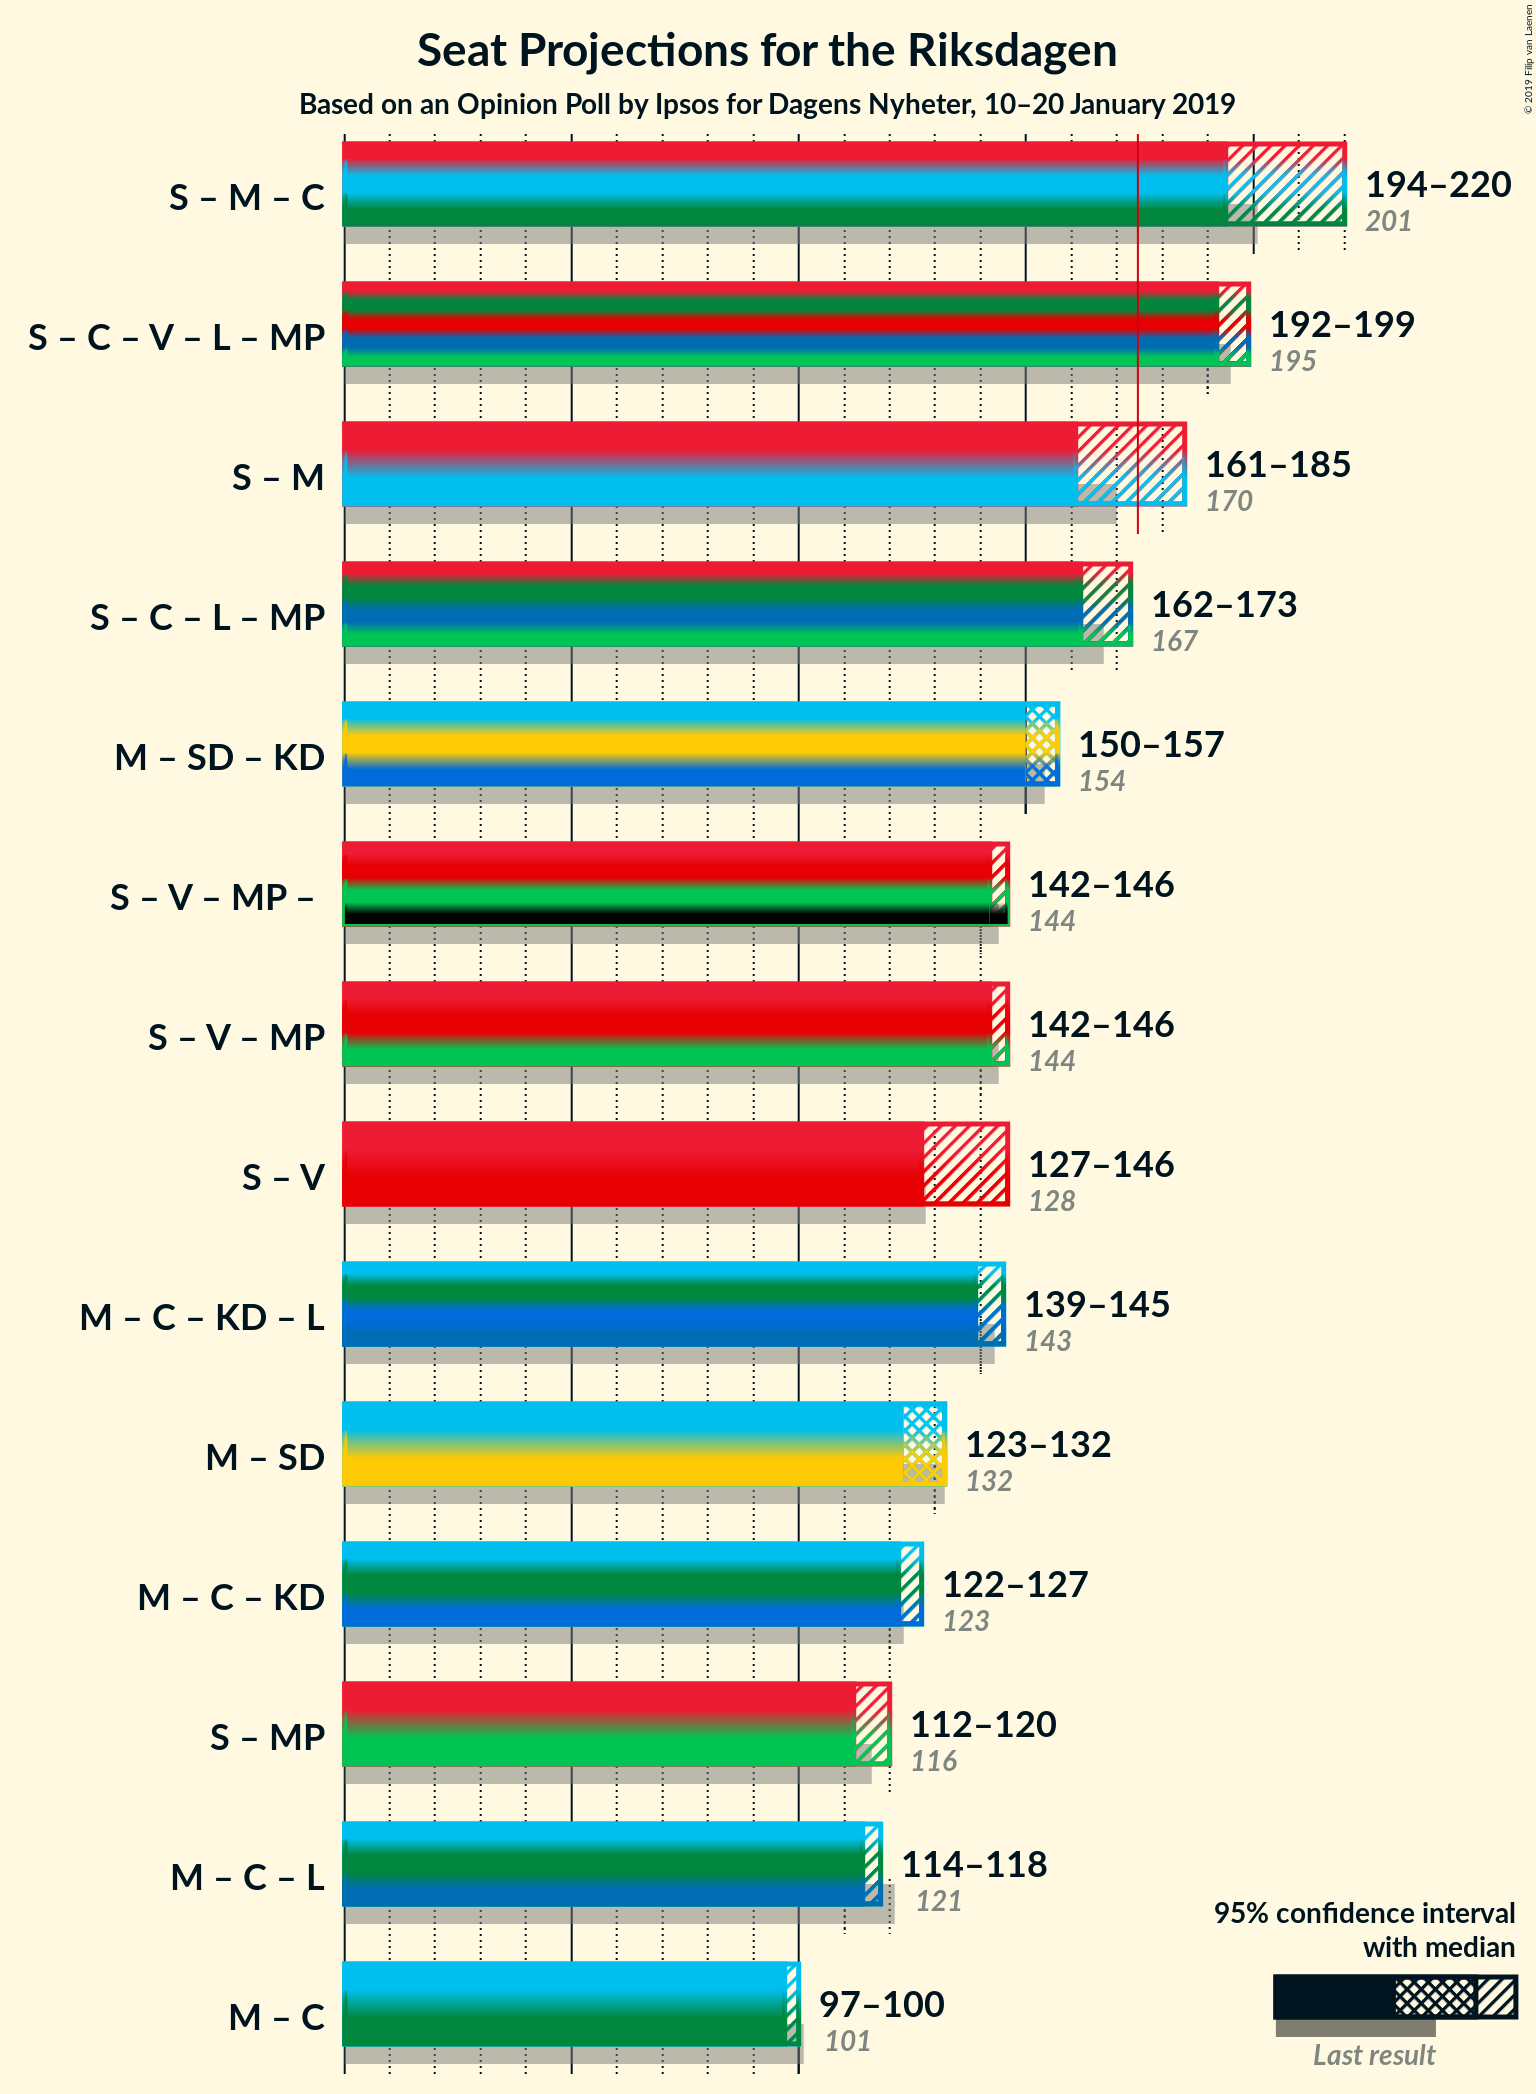 Seat Projections for the Riksdagen
Based on an Opinion Poll by Ipsos for Dagens Nyheter, 10–20 January 2019
© 2019 Filip van Laenen
S – M – C
194–220
201
S – C – V – L – MP
192–199
195
S – M
161–185
170
S – C – L – MP
162–173
167
M – SD – KD
150–157
154
S – V – MP –
142–146
144
S – V – MP
142–146
144
S – V
127–146
128
M – C – KD – L
139–145
143
M – SD
123–132
132
M – C – KD
122–127
123
S – MP
112–120
116
M – C – L
114–118
121
M – C
97–100
101
95% confidence interval
with median
Last result